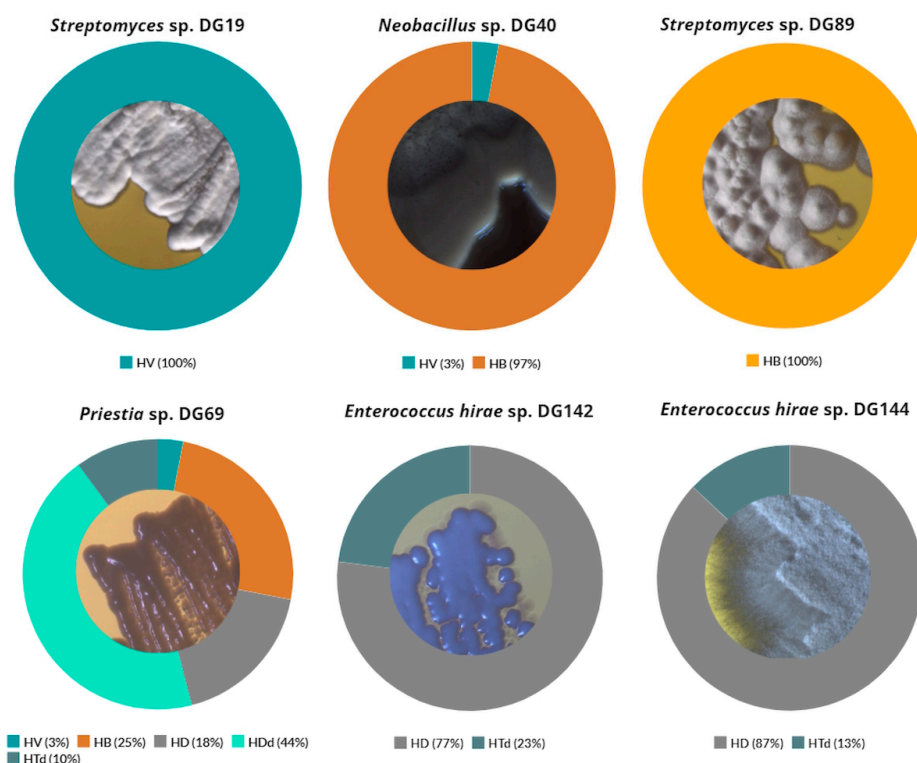 Streptomyces sp. DG19
Neobacillus sp. DG40
Streptomyces sp. DG89
HV (100%)
HV (3%) HB (97%)
HB (100%)
Priestia sp. DG69
Enterococcus hirae sp. DG142
Enterococcus hirae sp. DG144
HV (3%) HB (25%) HD (18%) HDd (44%)
HTd (10%)
HD (77%) HTd (23%)
HD (87%) HTd (13%)